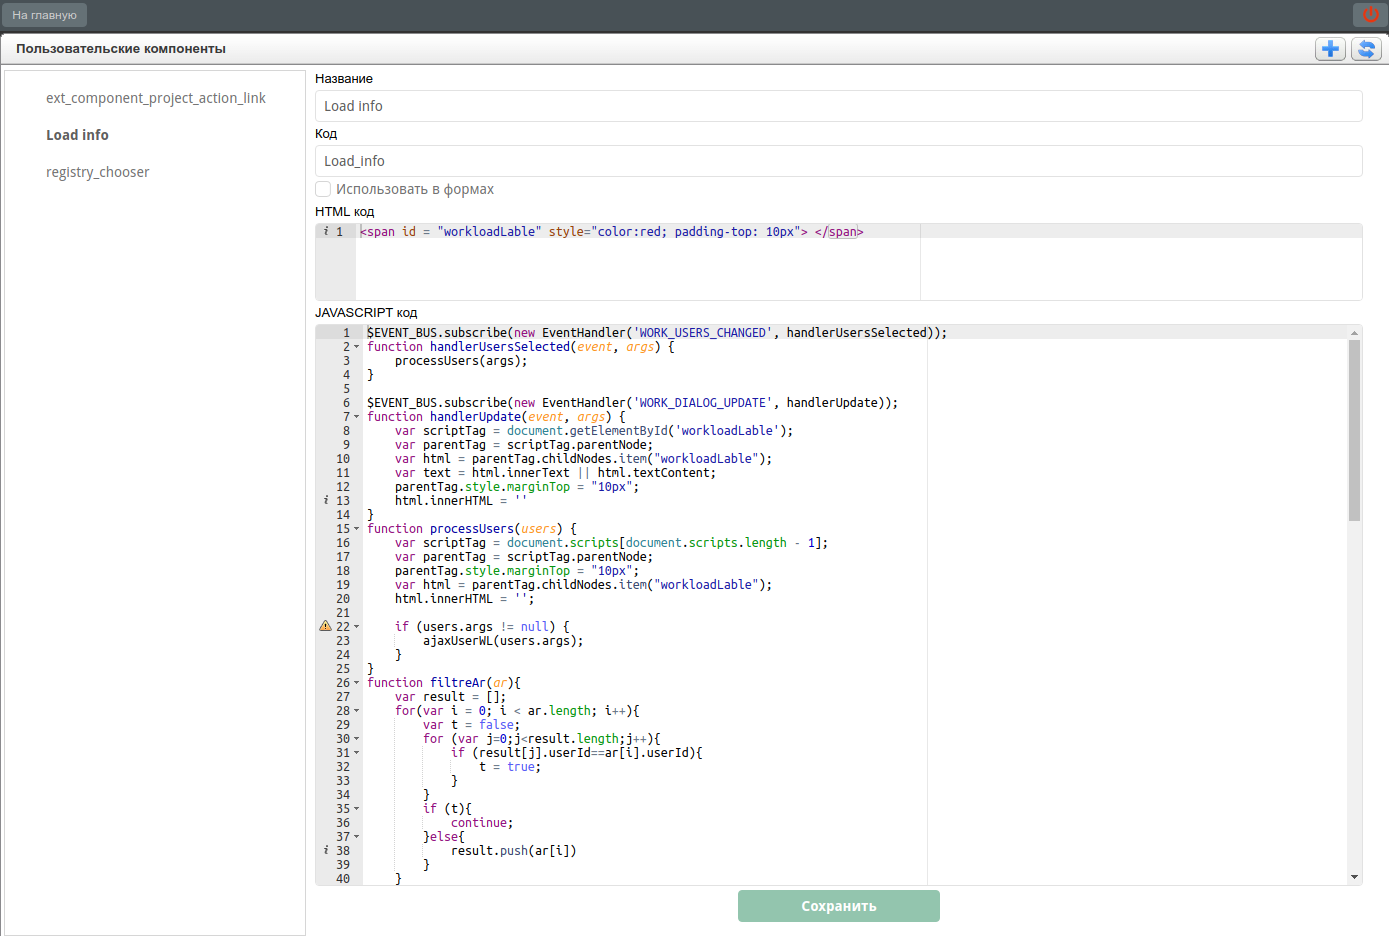 На главную
Пользовательские компоненты
ext_component_project_action_link
Load info
registry_chooser
Название
Load info
Код
Load_info
Использовать в формах
HTML код
1 <span id = "workloadLable" style="color:red; padding-top: 10px"> </span>
JAVASCRIPT код
1 $EVENT_BUS.subscribe(new EventHandler('WORK_USERS_CHANGED', handlerUsersSelected));
2 function handlerUsersSelected(event, args) {
3     processUsers(args);
4 }
5
6 $EVENT_BUS.subscribe(new EventHandler('WORK_DIALOG_UPDATE', handlerUpdate));
7 function handlerUpdate(event, args) {
8     var scriptTag = document.getElementById('workloadLable');
9     var parentTag = scriptTag.parentNode;
10     var html = parentTag.childNodes.item("workloadLable");
11     var text = html.innerText || html.textContent;
12     parentTag.style.marginTop = "10px";
13     html.innerHTML = ''
14 }
15 function processUsers(users) {
16     var scriptTag = document.scripts[document.scripts.length - 1];
17     var parentTag = scriptTag.parentNode;
18     parentTag.style.marginTop = "10px";
19     var html = parentTag.childNodes.item("workloadLable");
20     html.innerHTML = '';
21
22     if (users.args != null) {
23         ajaxUserWL(users.args);
24     }
25 }
26 function filtreAr(ar){
27     var result = [];
28     for(var i = 0; i < ar.length; i++){
29         var t = false;
30         for (var j=0;j<result.length;j++){
31             if (result[j].userId==ar[i].userId){
32                 t = true;
33             }
34         }
35         if (t){
36             continue;
37         }else{
38             result.push(ar[i])
39         }
40     }
Сохранить